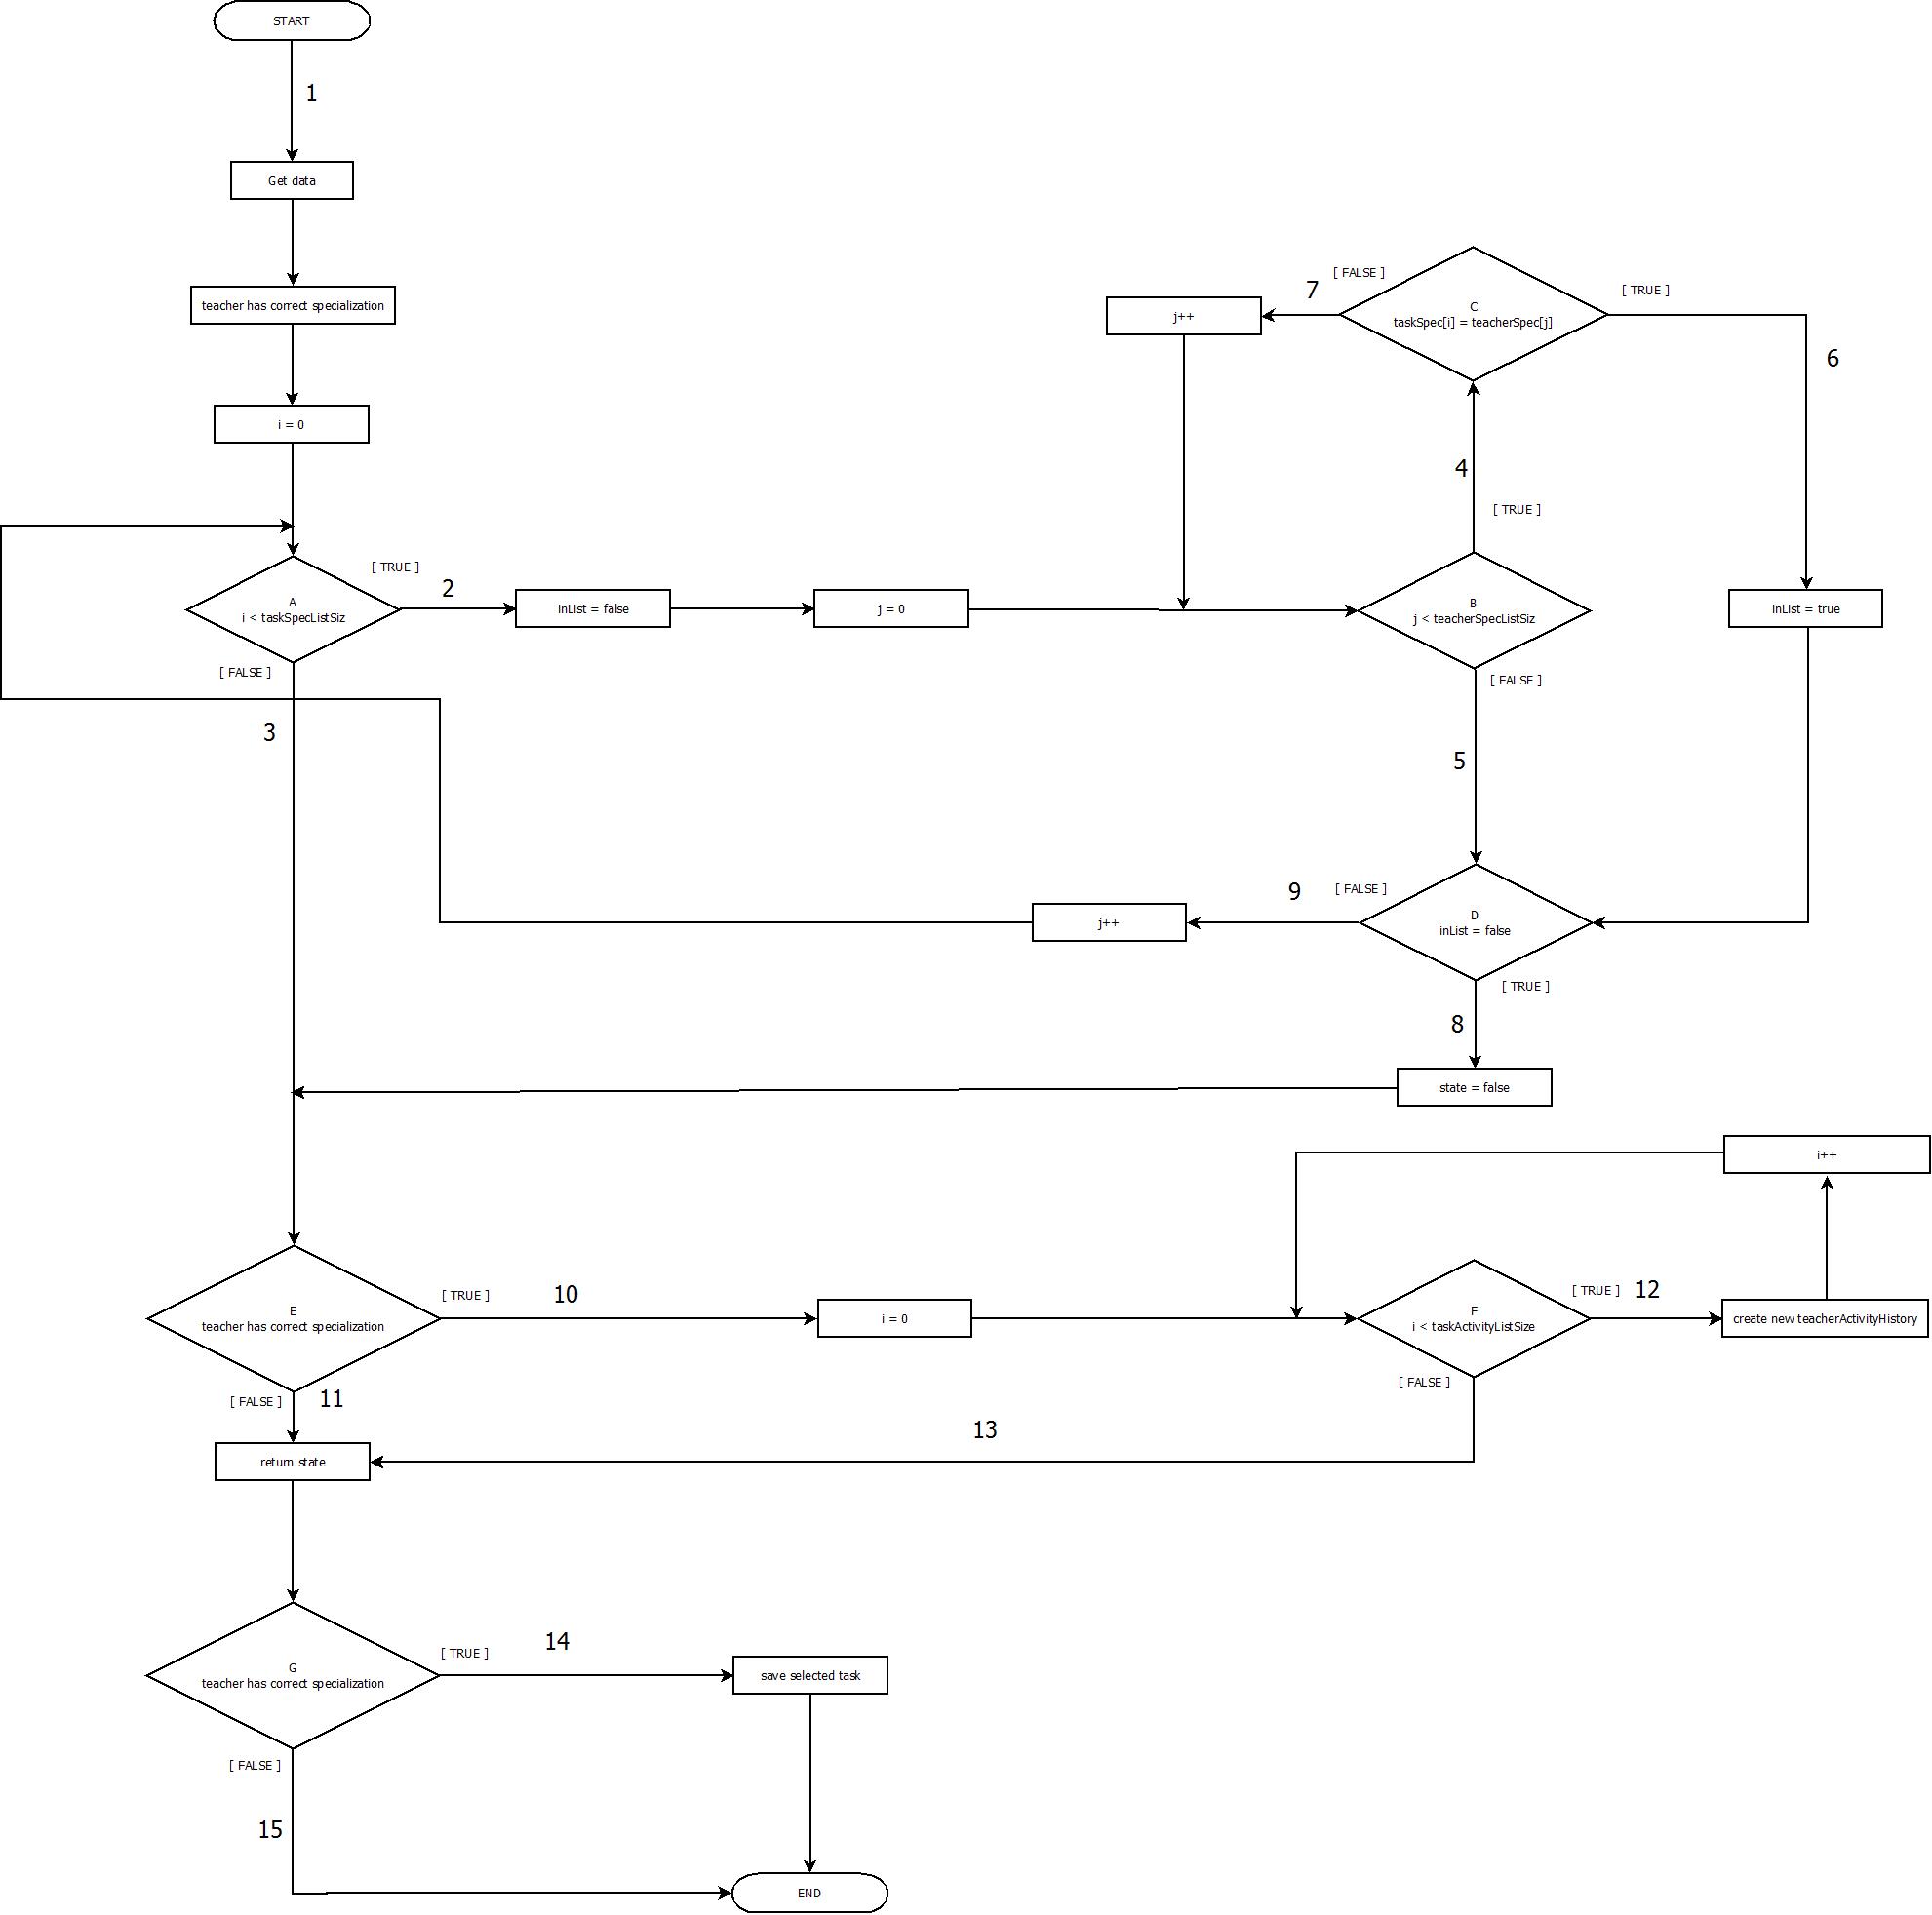 START
1
Get data
teacher has correct specialization
i = 0
[ FALSE ]
7
C
taskSpec[i] = teacherSpec[j]
[ TRUE ]
j++
6
4
[ TRUE ]
A
i < taskSpecListSiz
[ TRUE ]
2
inList = false
j = 0
B
j < teacherSpecListSiz
inList = true
[ FALSE ]
3
[ FALSE ]
5
j++
9
[ FALSE ]
D
inList = false
[ TRUE ]
8
state = false
i++
E
teacher has correct specialization
[ TRUE ]
10
i = 0
F
i < taskActivityListSize
[ TRUE ]
12
create new teacherActivityHistory
[ FALSE ]
11
[ FALSE ]
13
return state
G
teacher has correct specialization
[ TRUE ]
14
save selected task
[ FALSE ]
15
END